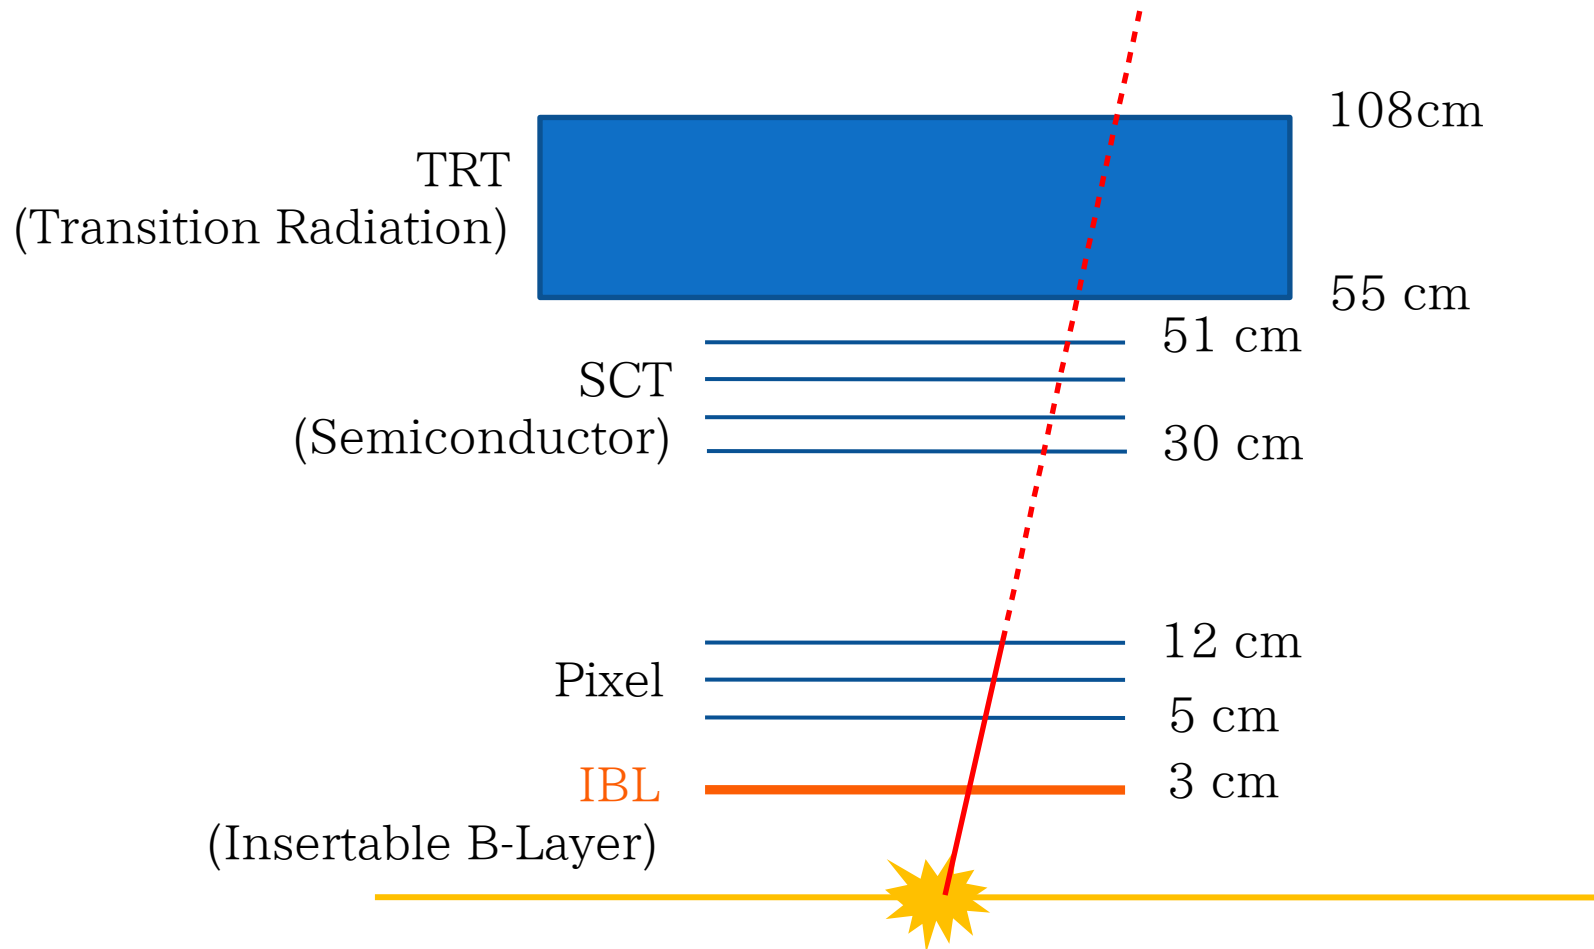 108cm
TRT
(Transition Radiation)
55 cm
51 cm
SCT
(Semiconductor)
30 cm
12 cm
Pixel
5 cm
IBL
3 cm
(Insertable B-Layer)